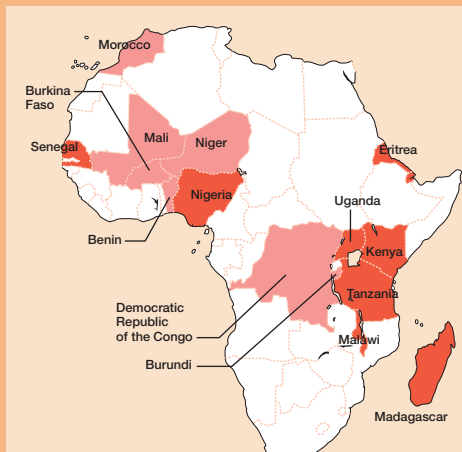 Morocco
Burkina
Faso
Mali
Niger
Senegal
Eritrea
Nigeria
Uganda
Benin
Kenya
Tanzania
Democratic
Republic
of the Congo
Malawi
Burundi
Madagascar